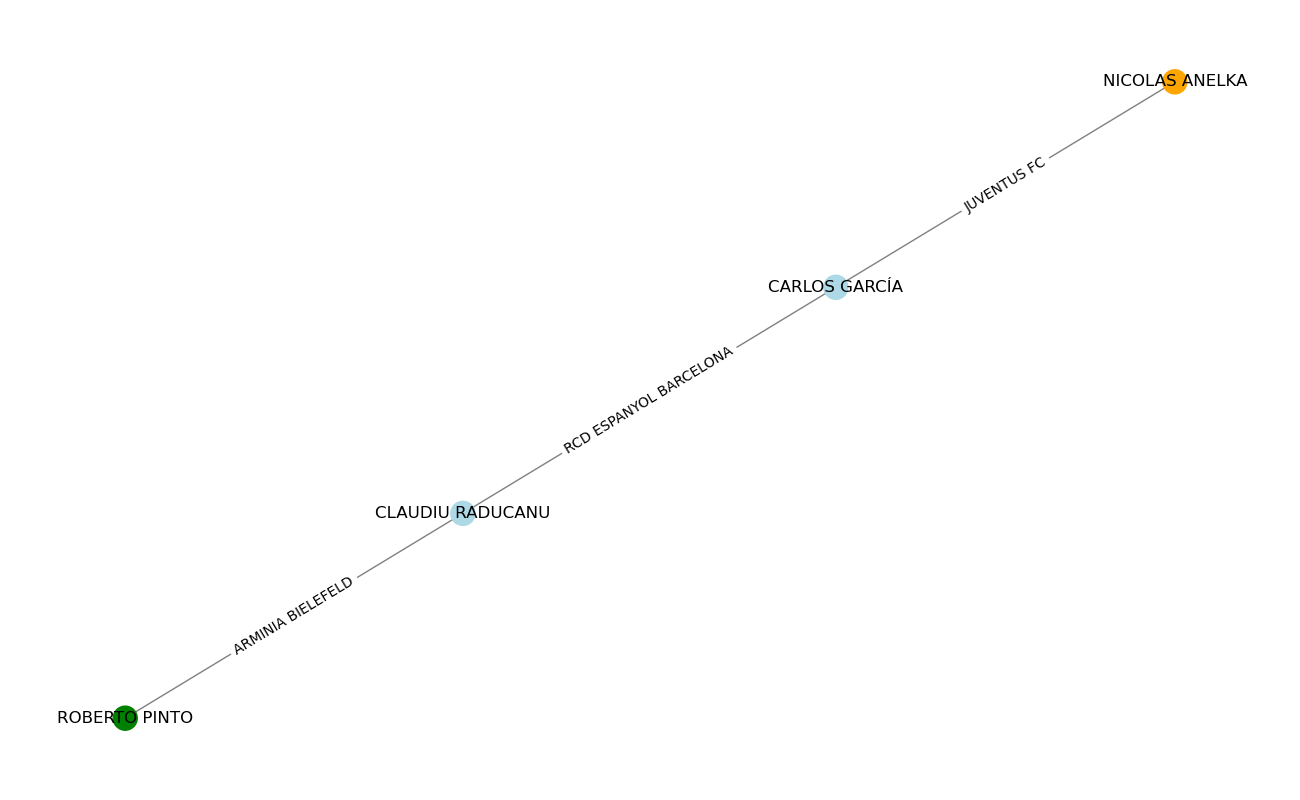 NICOLAS ANELKA
JUVENTUS FC
CARLOS GARCÍA
RCD ESPANYOL BARCELONA
CLAUDIU RADUCANU
ARMINIA BIELEFELD
ROBERTO PINTO